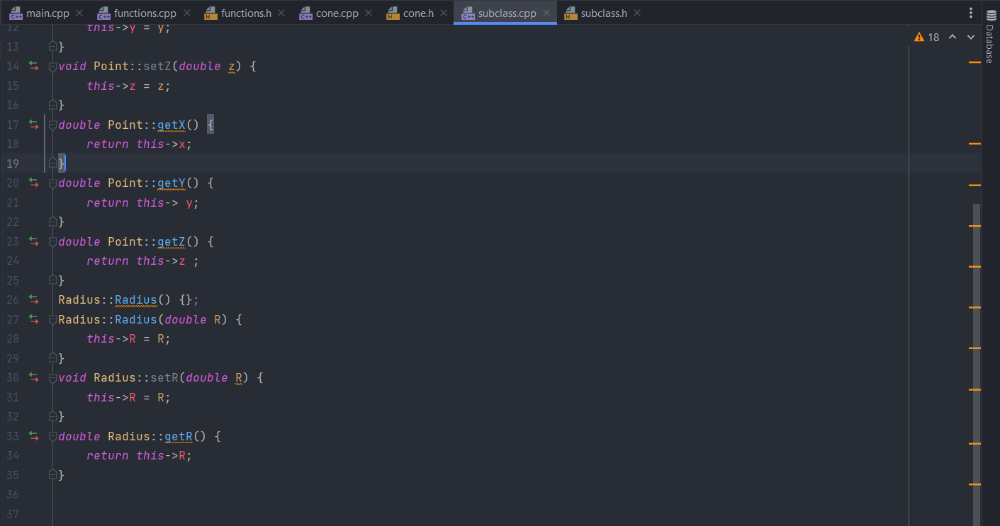 main.cpp functions.cpp functions.h cone.cpp cone.h subclass.cpp subclass.h
Database
18
12 this->y = y;
13 }
14 void Point::setZ(double z) {
15 this->z = z;
16 }
17 double Point::getX() {
18 return this->x;
19 }
20 double Point::getY() {
21 return this-> y;
22 }
23 double Point::getZ() {
24 return this->z ;
25 }
26 Radius::Radius() {};
27 Radius::Radius(double R) {
28 this->R = R;
29 }
30 void Radius::setR(double R) {
31 this->R = R;
32 }
33 double Radius::getR() {
34 return this->R;
35 }
36
37